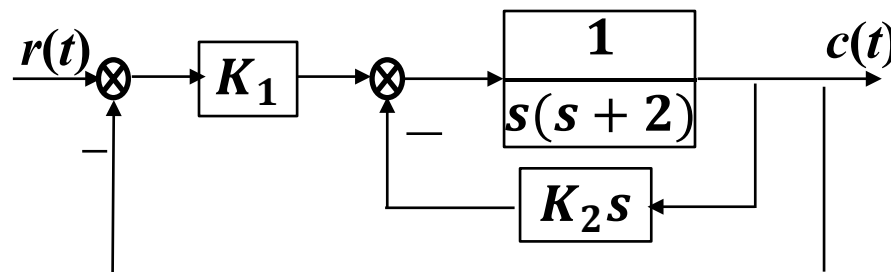 r(t)
K₁
1
s(s + 2)
c(t)
−
−
K₂s